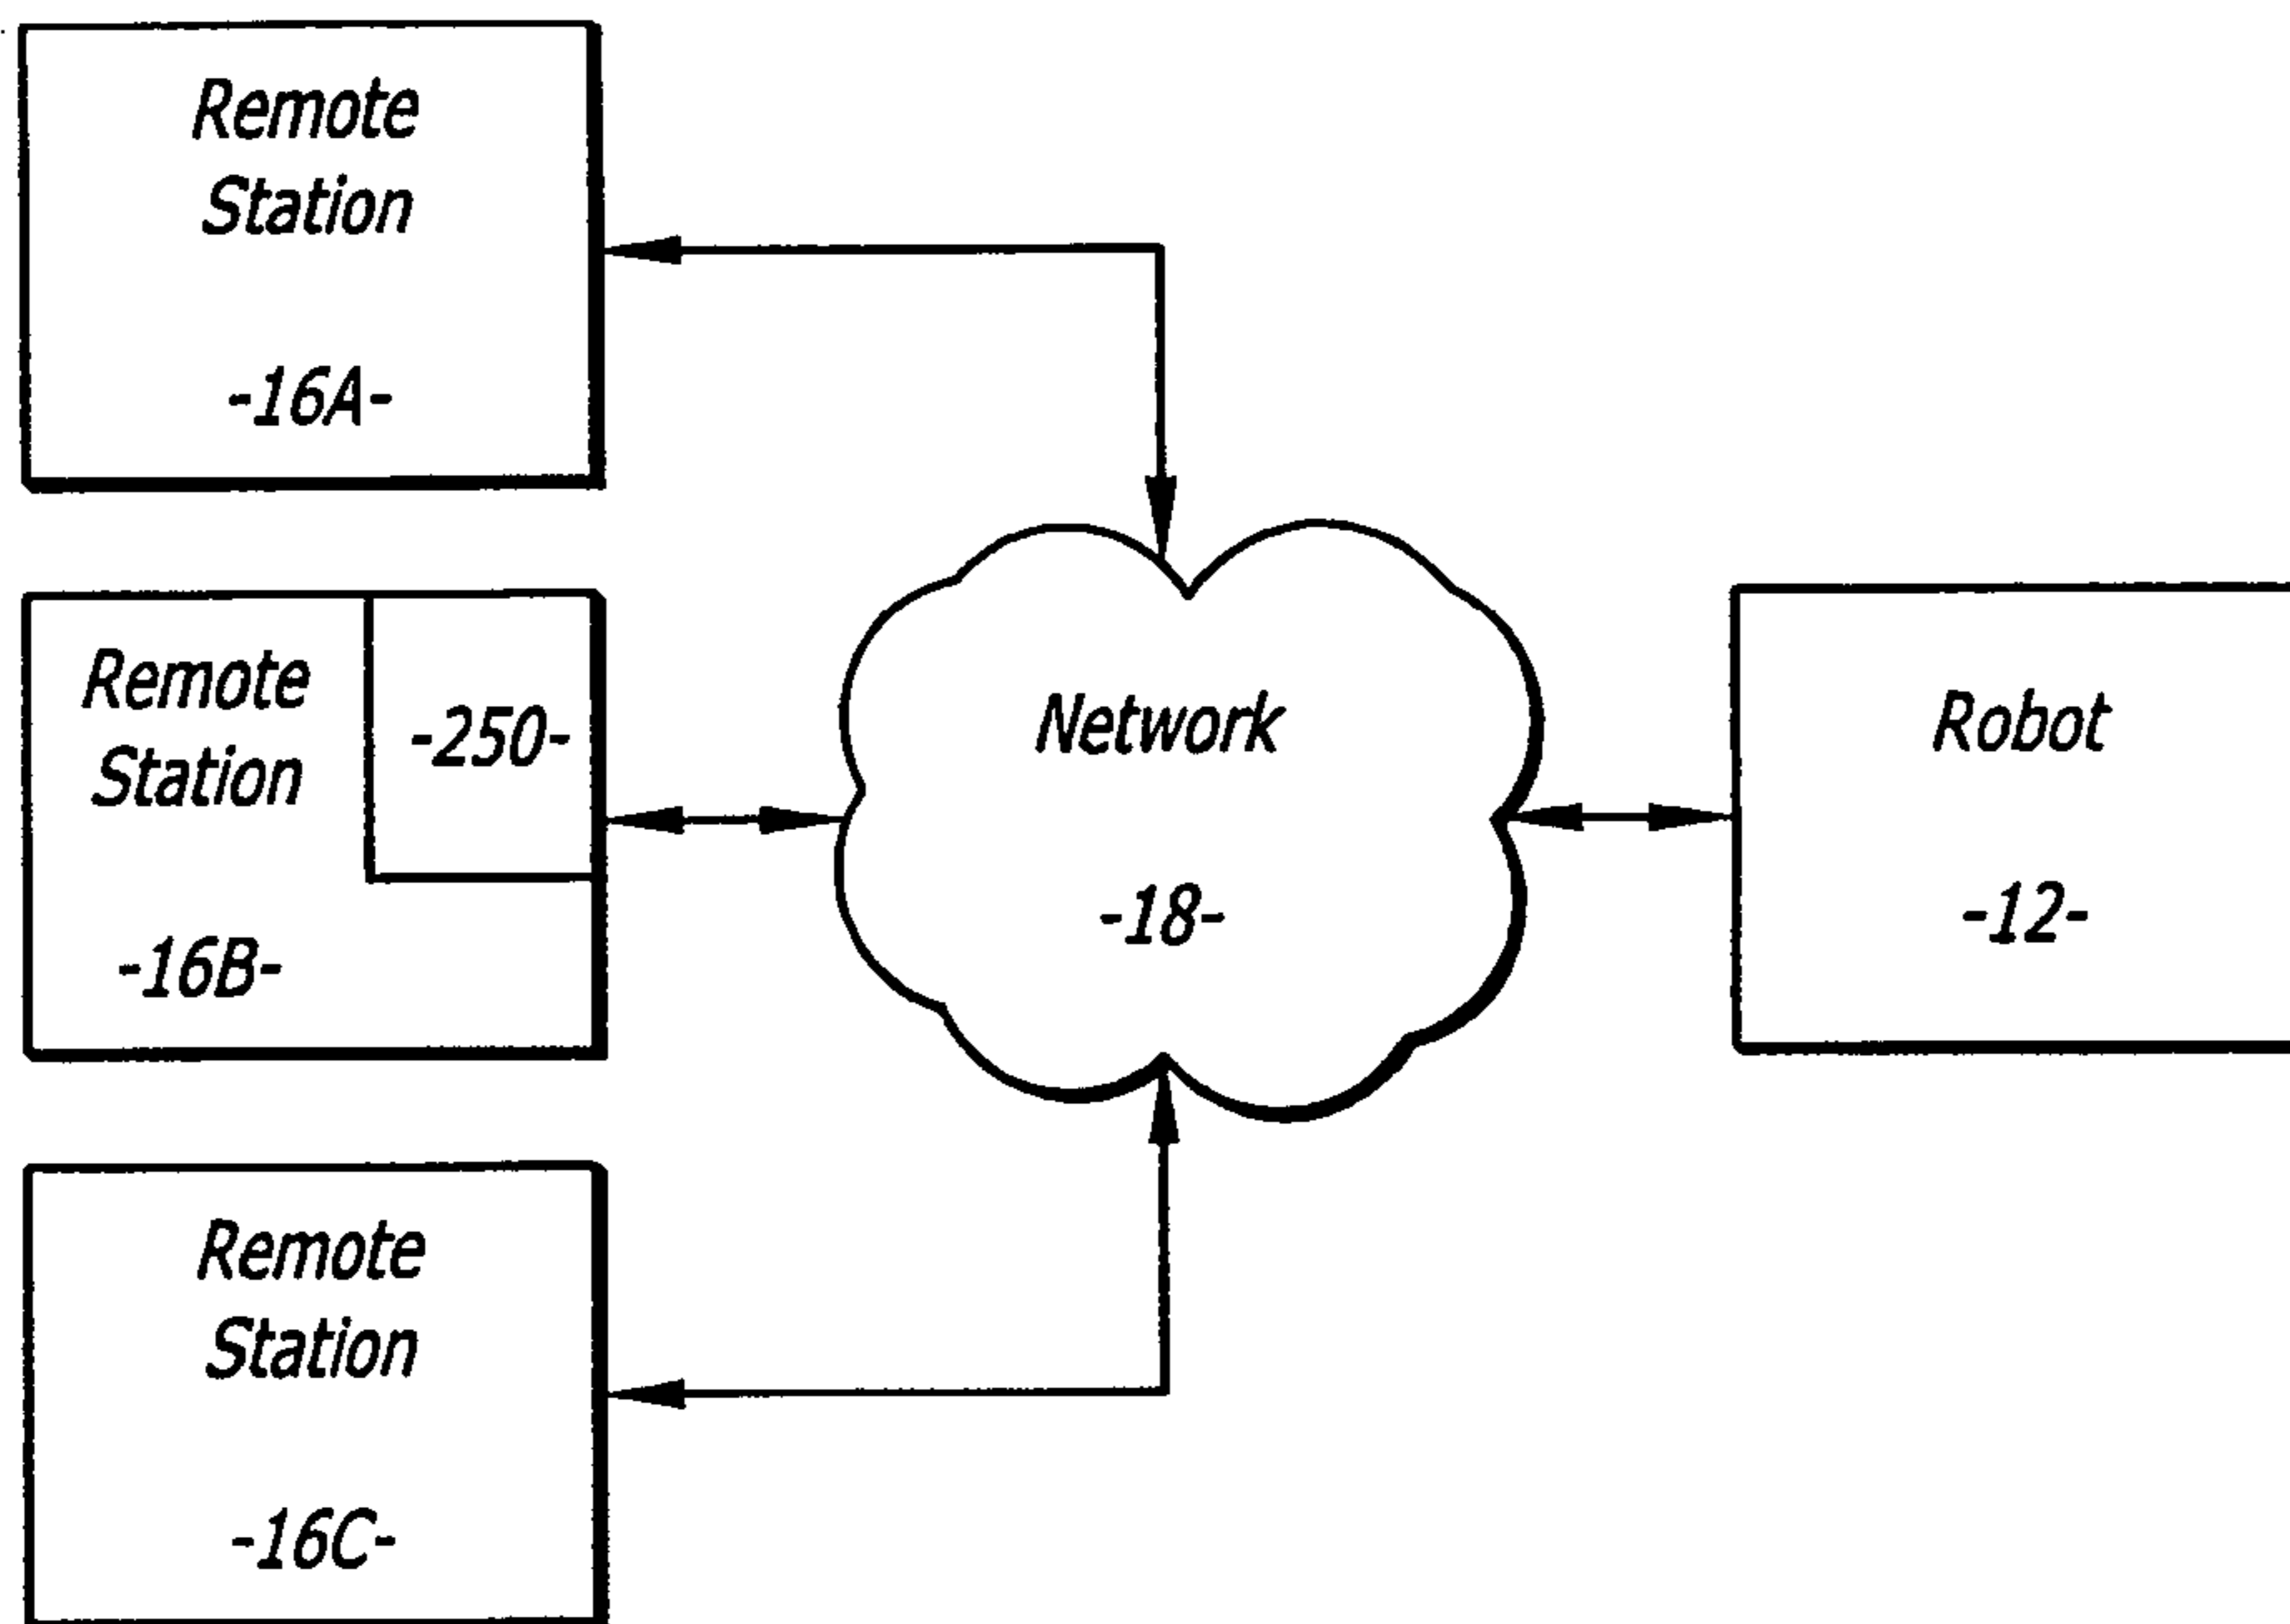 Remote
Station
-16A-
Remote
Station
-250-
-16B-
Remote
Station
-16C-
Network
-18-
Robot
-12-